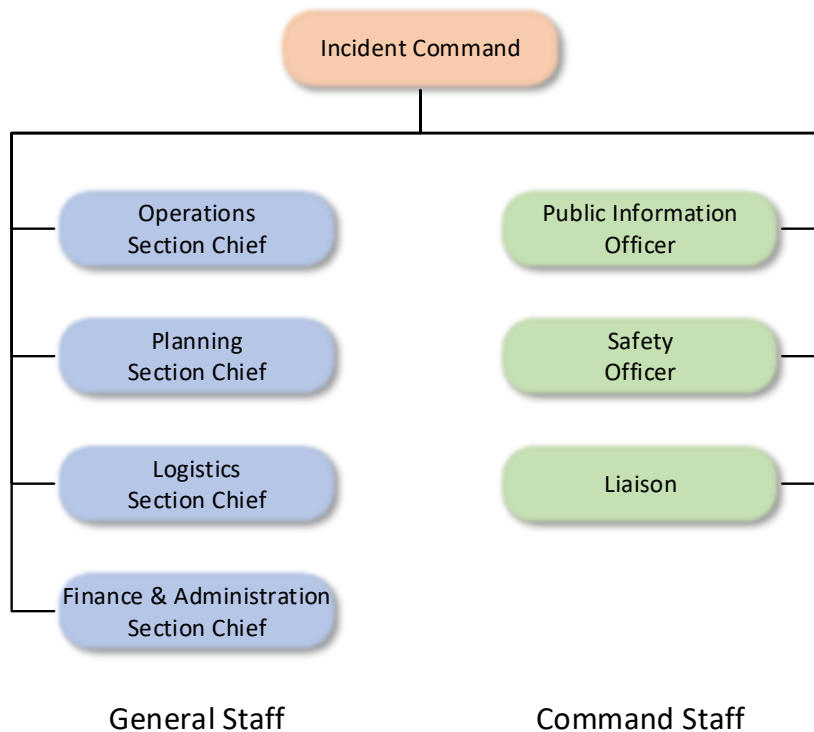 Incident Command
Operations
Section Chief
Public Information
Officer
Planning
Section Chief
Safety
Officer
Logistics
Section Chief
Liaison
Finance & Administration
Section Chief
General Staff
Command Staff